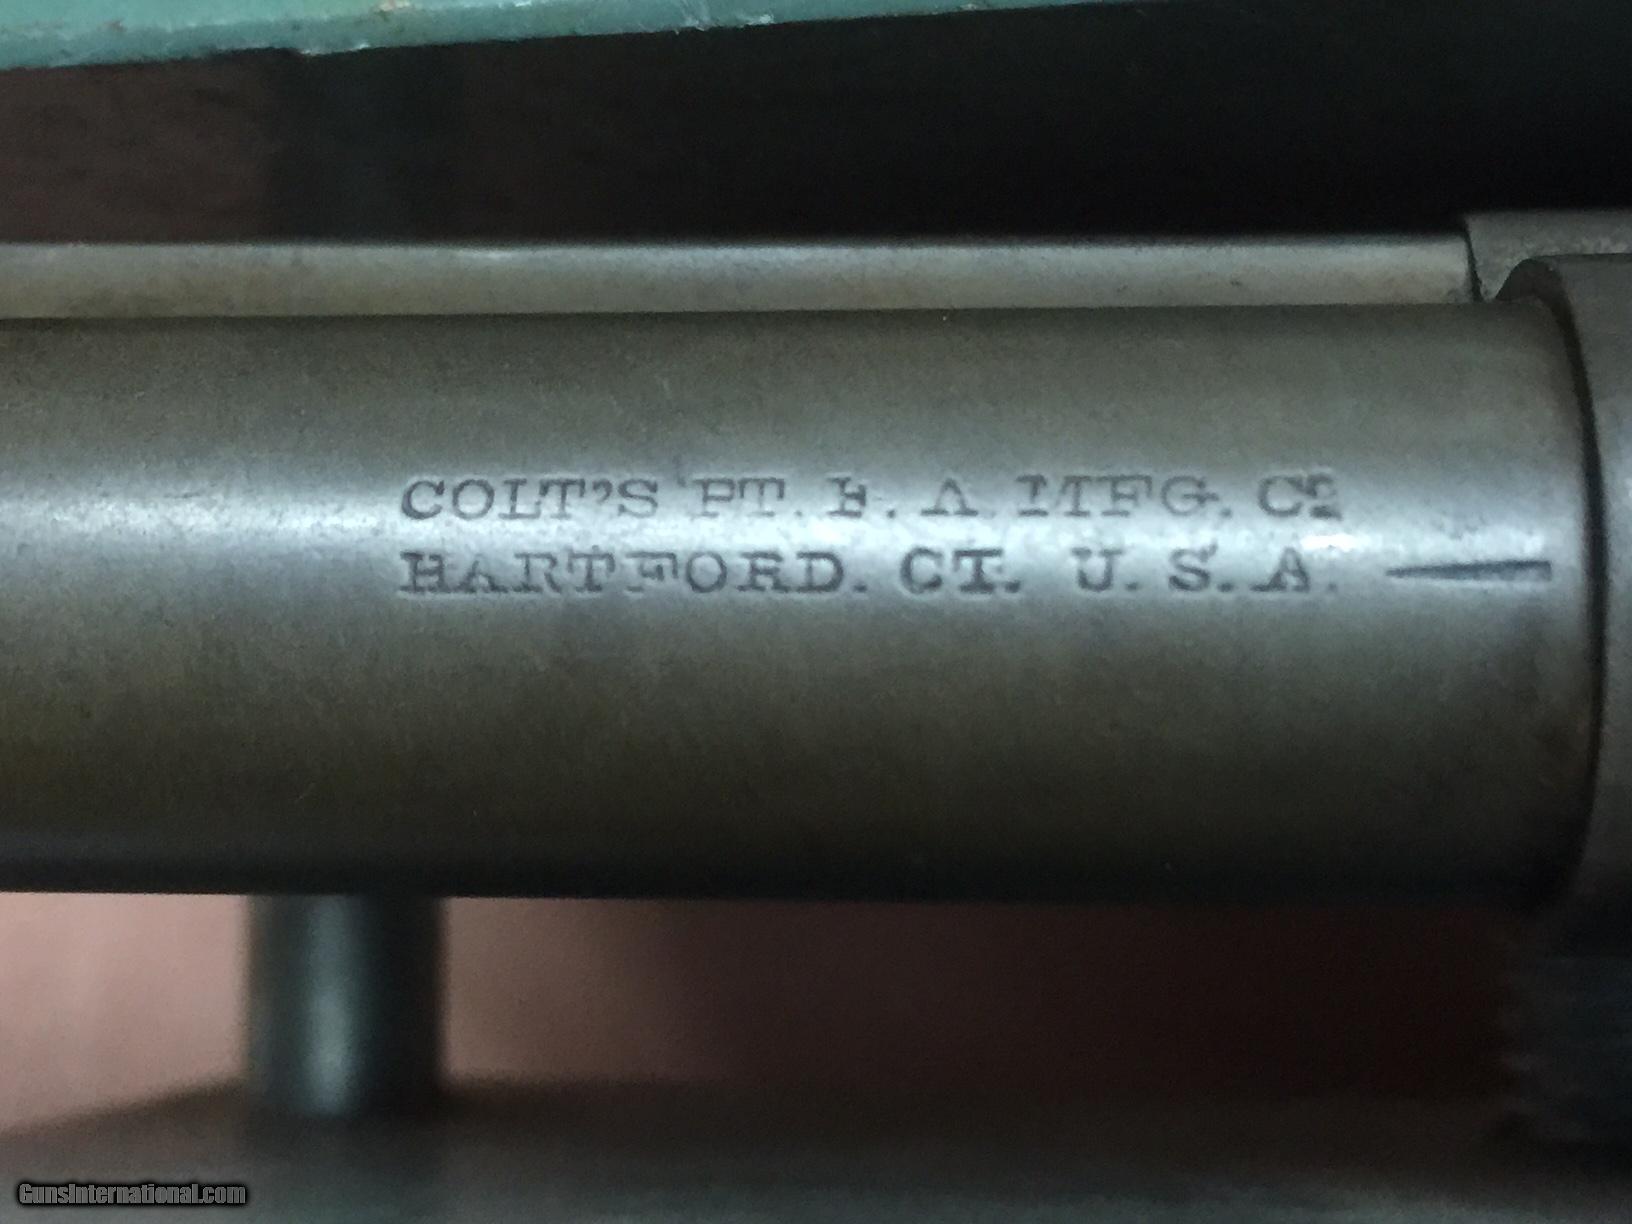 COLT'S PT. F. A. MFG. Co
HARTFORD. CT. U. S. A.
GunsInternational.com